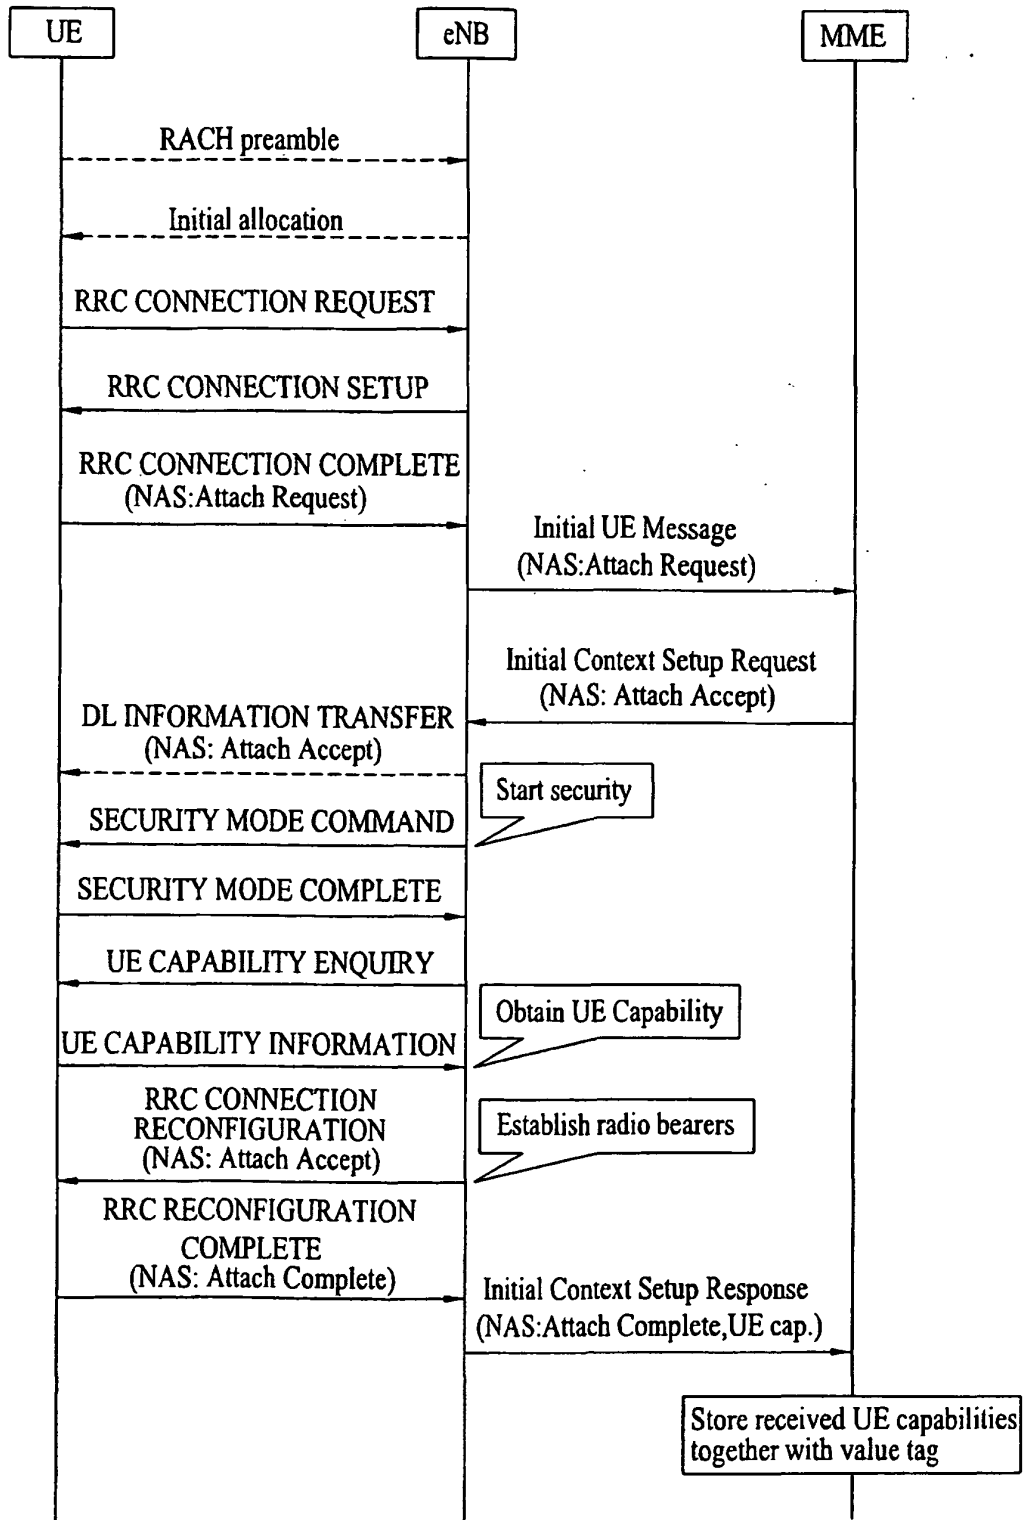 UE
eNB
MME
RACH preamble
Initial allocation
RRC CONNECTION REQUEST
RRC CONNECTION SETUP
RRC CONNECTION COMPLETE
(NAS:Attach Request)
Initial UE Message
(NAS:Attach Request)
Initial Context Setup Request
(NAS: Attach Accept)
DL INFORMATION TRANSFER
(NAS: Attach Accept)
Start security
SECURITY MODE COMMAND
SECURITY MODE COMPLETE
UE CAPABILITY ENQUIRY
Obtain UE Capability
UE CAPABILITY INFORMATION
RRC CONNECTION
RECONFIGURATION
(NAS: Attach Accept)
Establish radio bearers
RRC RECONFIGURATION
COMPLETE
(NAS: Attach Complete)
Initial Context Setup Response
(NAS:Attach Complete,UE cap.)
Store received UE capabilities
together with value tag